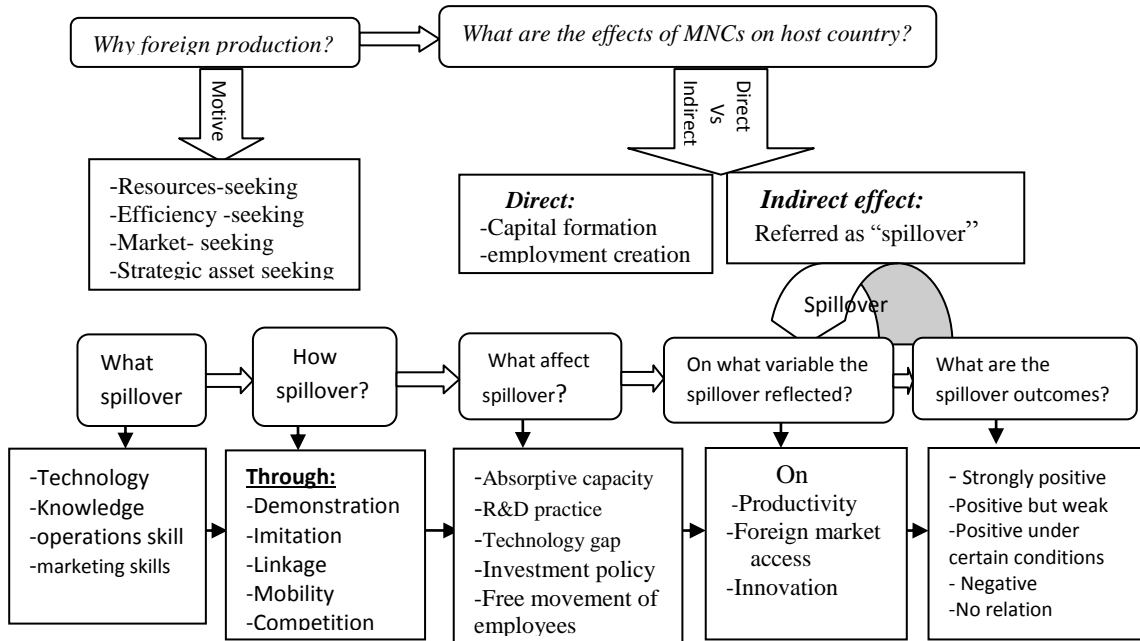 Why foreign production?
What are the effects of MNCs on host country?
Motive
Direct
Vs
Indirect
-Resources-seeking
-Efficiency -seeking
-Market- seeking
-Strategic asset seeking
Direct:
-Capital formation
-employment creation
Indirect effect:
Referred as “spillover”
Spillover
What
spillover
How
spillover?
What affect
spillover?
On what variable the
spillover reflected?
What are the
spillover outcomes?
-Technology
-Knowledge
-operations skill
-marketing skills
Through:
-Demonstration
-Imitation
-Linkage
-Mobility
-Competition
-Absorptive capacity
-R&D practice
-Technology gap
-Investment policy
-Free movement of
employees
On
-Productivity
-Foreign market
access
-Innovation
- Strongly positive
-Positive but weak
-Positive under
certain conditions
- Negative
-No relation